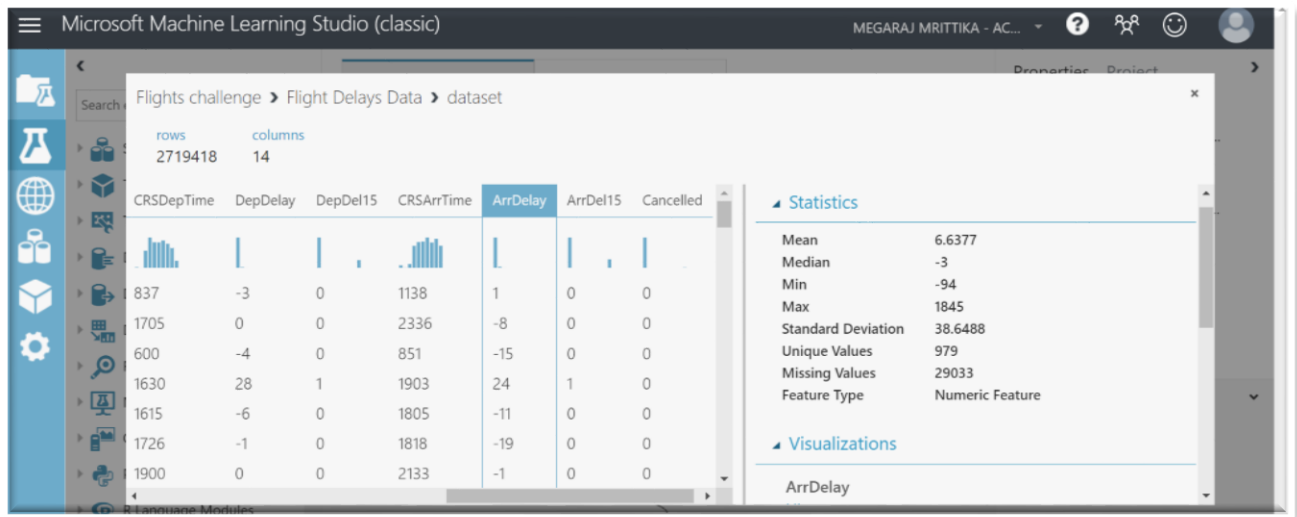 Microsoft Machine Learning Studio (classic)
MEGARAJ MRITTIKA - AC...
Properties Project
Search
Flights challenge > Flight Delays Data > dataset
rows columns
2719418 14
CRSDepTime DepDelay DepDel15 CRSArrTime ArrDelay ArrDel15 Cancelled
837 -3 0 1138 1 0 0
1705 0 0 2336 -8 0 0
600 -4 0 851 -15 0 0
1630 28 1 1903 24 1 0
1615 -6 0 1805 -11 0 0
1726 -1 0 1818 -19 0 0
1900 0 0 2133 -1 0 0
Statistics
Mean 6.6377
Median -3
Min -94
Max 1845
Standard Deviation 38.6488
Unique Values 979
Missing Values 29033
Feature Type Numeric Feature
Visualizations
ArrDelay
R Language Modules